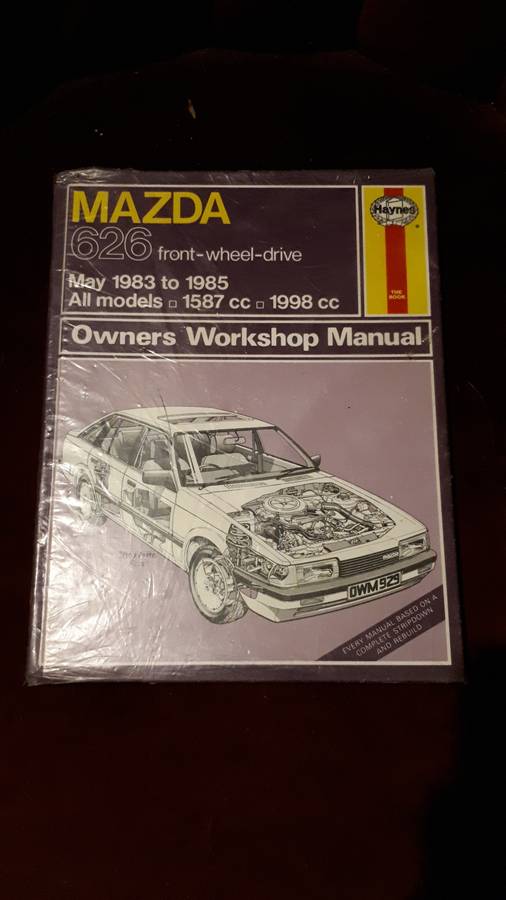 MAZDA
626 front-wheel-drive
May 1983 to 1985
All models ▫ 1587 cc ▫ 1998 cc
Haynes
THE
BOOK
Owners Workshop Manual
MAZDA
OWM 929
EVERY MANUAL BASED ON A
COMPLETE STRIPDOWN
AND REBUILD